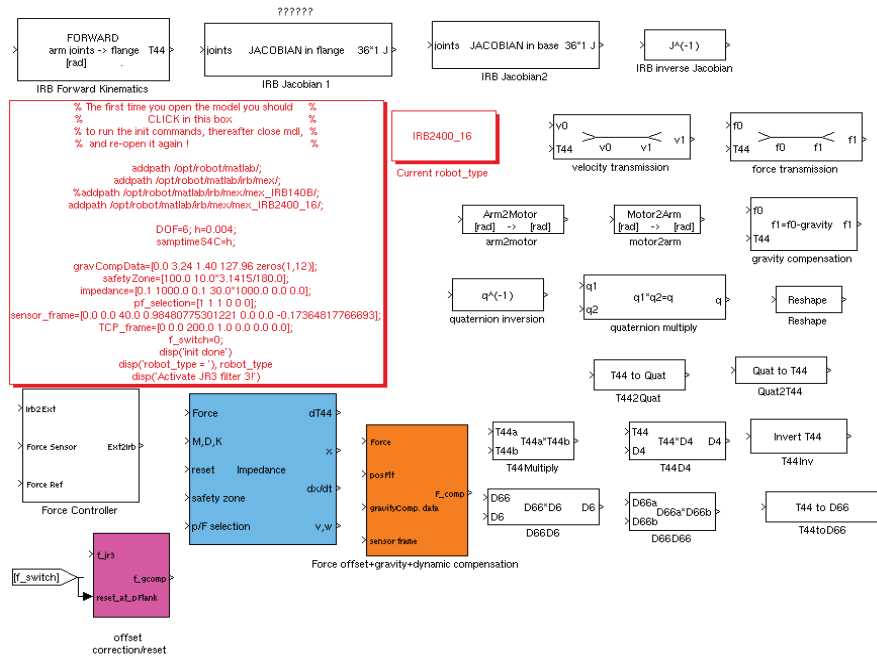 ??????
FORWARD
arm joints -> flange T44
[rad] .
IRB Forward Kinematics
joints JACOBIAN in flange 36*1 J
IRB Jacobian 1
joints JACOBIAN in base 36*1 J
IRB Jacobian2
J^(-1)
IRB inverse Jacobian
% The first time you open the model you should %
% CLICK in this box %
% to run the init commands, thereafter close mdl, %
% and re-open it again ! %
addpath /opt/robot/matlab/;
addpath /opt/robot/matlab/irb/mex/;
%addpath /opt/robot/matlab/irb/mex/mex_IRB140B/;
addpath /opt/robot/matlab/irb/mex/mex_IRB2400_16/;
DOF=6; h=0.004;
samptimeS4C=h;
gravCompData=[0.0 3.24 1.40 127.96 zeros(1,12)];
safetyZone=[100.0 10.0*3.1415/180.0];
impedance=[0.1 1000.0 0.1 30.0*1000.0 0.0 0.0];
pf_selection=[1 1 1 0 0 0];
sensor_frame=[0.0 0.0 40.0 0.98480775301221 0.0 0.0 -0.17364817766693];
TCP_frame=[0.0 0.0 200.0 1.0 0.0 0.0 0.0];
f_switch=0;
disp('init done')
disp('robot_type = '), robot_type
disp('Activate JR3 filter 3!')
IRB2400_16
Current robot_type
v0
T44 v0 v1 v1
velocity transmission
f0
T44 f0 f1 f1
force transmission
Arm2Motor
[rad] -> [rad]
arm2motor
Motor2Arm
[rad] -> [rad]
motor2arm
f0
f1=f0-gravity f1
T44
gravity compensation
q^(-1)
quaternion inversion
q1
q1*q2=q q
q2
quaternion multiply
Reshape
Reshape
T44 to Quat
T442Quat
Quat to T44
Quat2T44
Irb2Ext
Force Sensor Ext2Irb
Force Ref
Force Controller
Force dT44
M,D,K x
reset Impedance
dx/dt
safety zone
p/F selection v,w
Force
posFlt
F_comp
gravityComp. data
sensor frame
Force offset+gravity+dynamic compensation
T44a
T44a*T44b
T44b
T44Multiply
T44
T44*D4 D4
D4
T44D4
Invert T44
T44Inv
D66
D66*D6 D6
D6
D66D6
D66a
D66a*D66b
D66b
D66D66
T44 to D66
T44toD66
[f_switch]
f_jr3
f_gcomp
reset_at_pFlank
offset
correction/reset